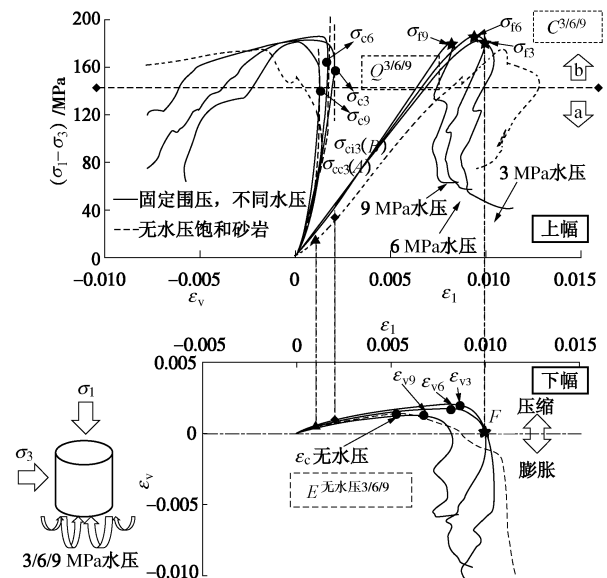 200
160
120
80
40
0
(σ₁−σ₃) /MPa
σc6
σc3
σc9
σf9
σf6
σf3
C^3/6/9
Q^3/6/9
b
a
σci3(B)
σcc3(A)
固定围压，不同水压
无水压饱和砂岩
3 MPa水压
9 MPa水压
6 MPa水压
上幅
−0.010 −0.005 0 0.005 0.010 0.015
εv
ε1
ε1
−0.005 0 0.005 0.010 0.016
0.005
0
−0.005
−0.010
εv
下幅
εv9
εv6
εv3
F
压缩
膨胀
εc 无水压
E^无水压3/6/9
σ1
σ3
3/6/9 MPa水压